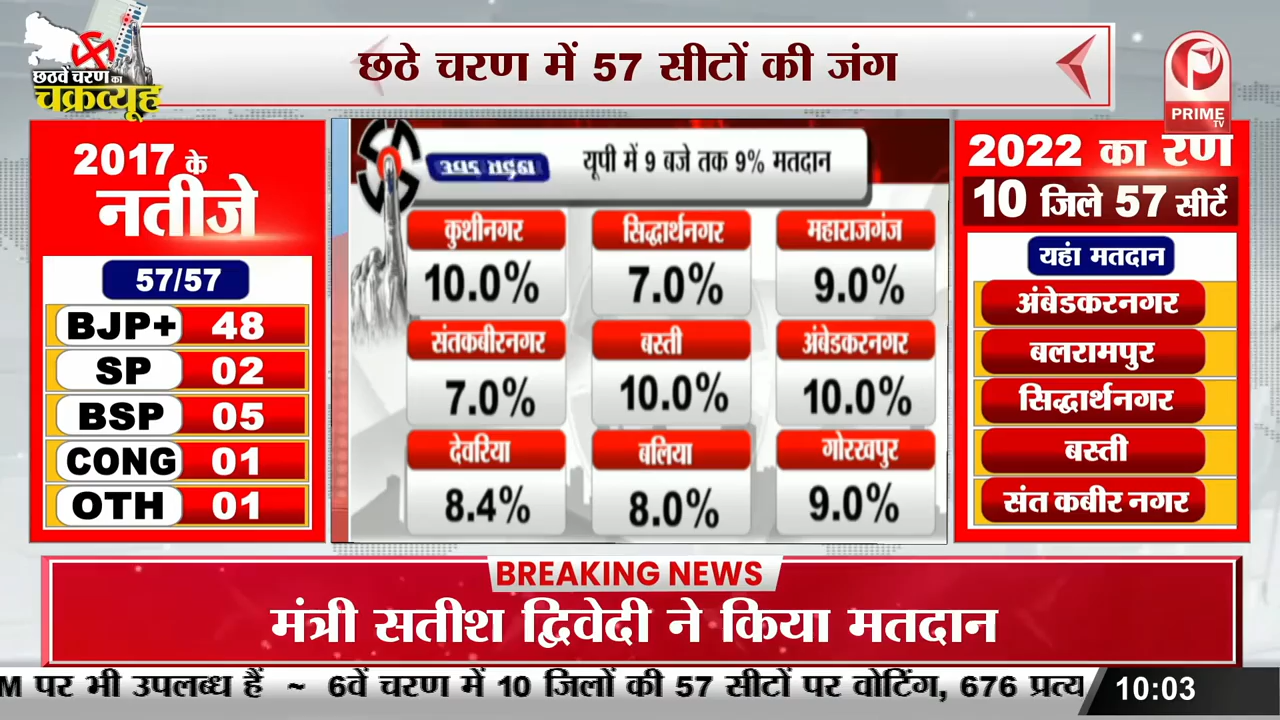 छठवें चरण का
चक्रव्यूह
छठे चरण में 57 सीटों की जंग
PRIME
TV
2017 के
नतीजे
57/57
BJP+ 48
SP 02
BSP 05
CONG 01
OTH 01
यूपी में 9 बजे तक 9% मतदान
कुशीनगर सिद्धार्थनगर महाराजगंज
10.0% 7.0% 9.0%
संतकबीरनगर बस्ती अंबेडकरनगर
7.0% 10.0% 10.0%
देवरिया बलिया गोरखपुर
8.4% 8.0% 9.0%
2022 का रण
10 जिले 57 सीटें
यहां मतदान
अंबेडकरनगर
बलरामपुर
सिद्धार्थनगर
बस्ती
संत कबीर नगर
BREAKING NEWS
मंत्री सतीश द्विवेदी ने किया मतदान
M पर भी उपलब्ध हैं ~ 6वें चरण में 10 जिलों की 57 सीटों पर वोटिंग, 676 प्रत्य
10:03